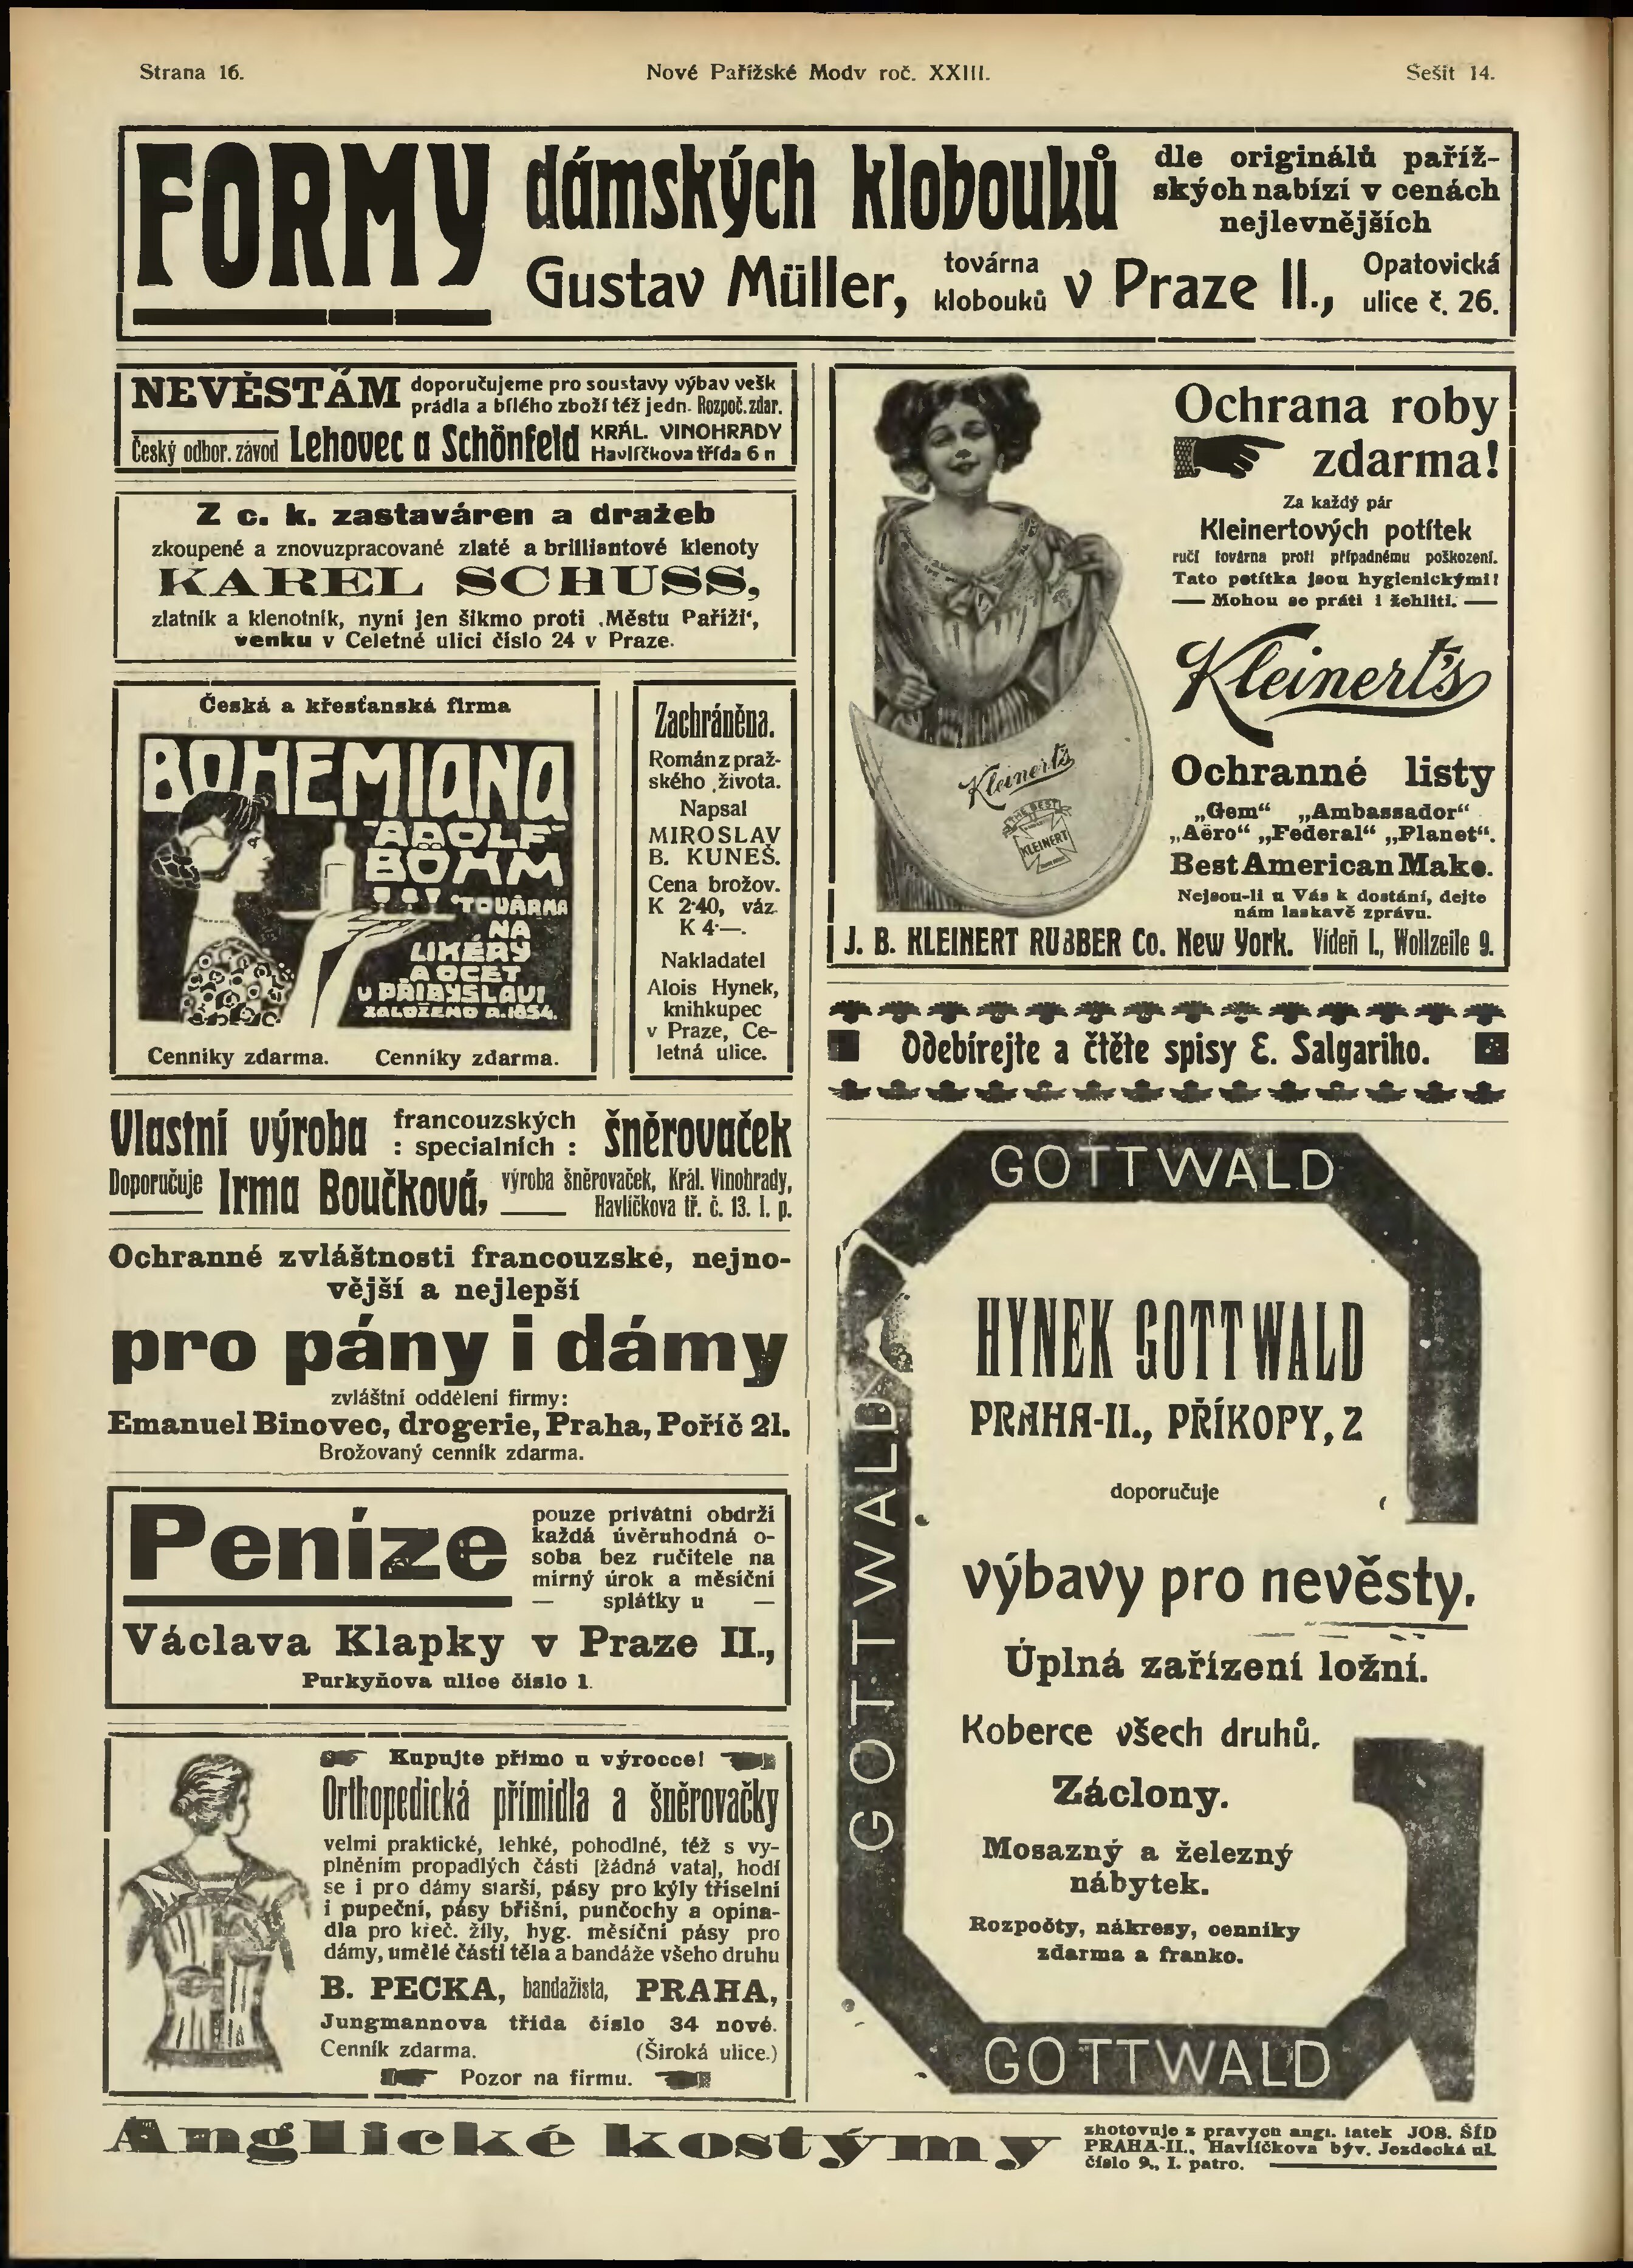 Strana 16.
Nové Pařížské Mody roč. XXIII.
Sešit 14.
FORMY
dámských klobouků
dle originálů paříž-
ských nabízí v cenách
nejlevnějších
Gustav Müller,
továrna
klobouků
v Praze II.,
Opatovická
ulice č. 26.
NEVĚSTÁM
doporučujeme pro soustavy výbav vešk
prádla a bílého zboží též jedn. Rozpoč. zdar.
Český odbor. závod
Lehovec a Schönfeld
KRÁL. VINOHRADY
Havlíčkova třída 6 n
Z c. k. zastaváren a dražeb
zkoupené a znovuzpracované zlaté a brilliantové klenoty
KAREL SCHUSS,
zlatník a klenotník, nyní jen šikmo proti ‚Městu Paříži‘,
venku v Celetné ulici číslo 24 v Praze.
Česká a křesťanská firma
BOHEMIANA
ADOLF
BÖHM
TOVÁRNA
NA
LIKÉRY
A OCET
U PŘIBYSLAVI
ZALOŽENO R. 1854.
Cenníky zdarma. Cenníky zdarma.
Zachráněna.
Román z praž-
ského života.
Napsal
MIROSLAV
B. KUNEŠ.
Cena brožov.
K 2·40, váz.
K 4·—.
Nakladatel
Alois Hynek,
knihkupec
v Praze, Ce-
letná ulice.
Ochrana roby
zdarma!
Za každý pár
Kleinertových potítek
ručí továrna proti případnému poškození.
Tato potítka jsou hygienickými!
— Mohou se práti i žehliti. —
Kleinert's
Kleinert's
THE BEST
KLEINERT
Ochranné listy
„Gem“ „Ambassador“
„Aëro“ „Federal“ „Planet“.
Best American Make.
Nejsou-li u Vás k dostání, dejte
nám laskavě zprávu.
J. B. KLEINERT RUBBER Co. New York. Vídeň I., Wollzeile 9.
Odebírejte a čtěte spisy E. Salgariho.
Vlastní výroba
francouzských
: specialních :
šněrovaček
Doporučuje
Irma Boučková,
výroba šněrovaček, Král. Vinohrady,
Havlíčkova tř. č. 13. I. p.
Ochranné zvláštnosti francouzské, nejno-
vější a nejlepší
pro pány i dámy
zvláštní oddělení firmy:
Emanuel Binovec, drogerie, Praha, Poříč 21.
Brožovaný cenník zdarma.
Peníze
pouze privátní obdrží
každá úvěruhodná o-
soba bez ručitele na
mírný úrok a měsíční
— splátky u —
Václava Klapky v Praze II.,
Purkyňova ulice číslo 1.
Kupujte přímo u výrobce!
Orthopedická přímidla a šněrovačky
velmi praktické, lehké, pohodlné, též s vy-
plněním propadlých částí [žádná vata], hodí
se i pro dámy starší, pásy pro kýly tříselní
i pupeční, pásy břišní, punčochy a opina-
dla pro křeč. žíly, hyg. měsíční pásy pro
dámy, umělé části těla a bandáže všeho druhu
B. PECKA, bandažista, PRAHA,
Jungmannova třída číslo 34 nové.
Cenník zdarma. (Široká ulice.)
Pozor na firmu.
GOTTWALD
GOTTWALD
HYNEK GOTTWALD
PRAHA-II., PŘÍKOPY, 2
doporučuje
výbavy pro nevěsty.
Úplná zařízení ložní.
Koberce všech druhů.
Záclony.
Mosazný a železný
nábytek.
Rozpočty, nákresy, cenníky
zdarma a franko.
GOTTWALD
Anglické kostýmy
zhotovuje z pravých angl. látek JOS. ŠÍD
PRAHA-II., Havlíčkova býv. Jezdecká ul.
číslo 9., I. patro.